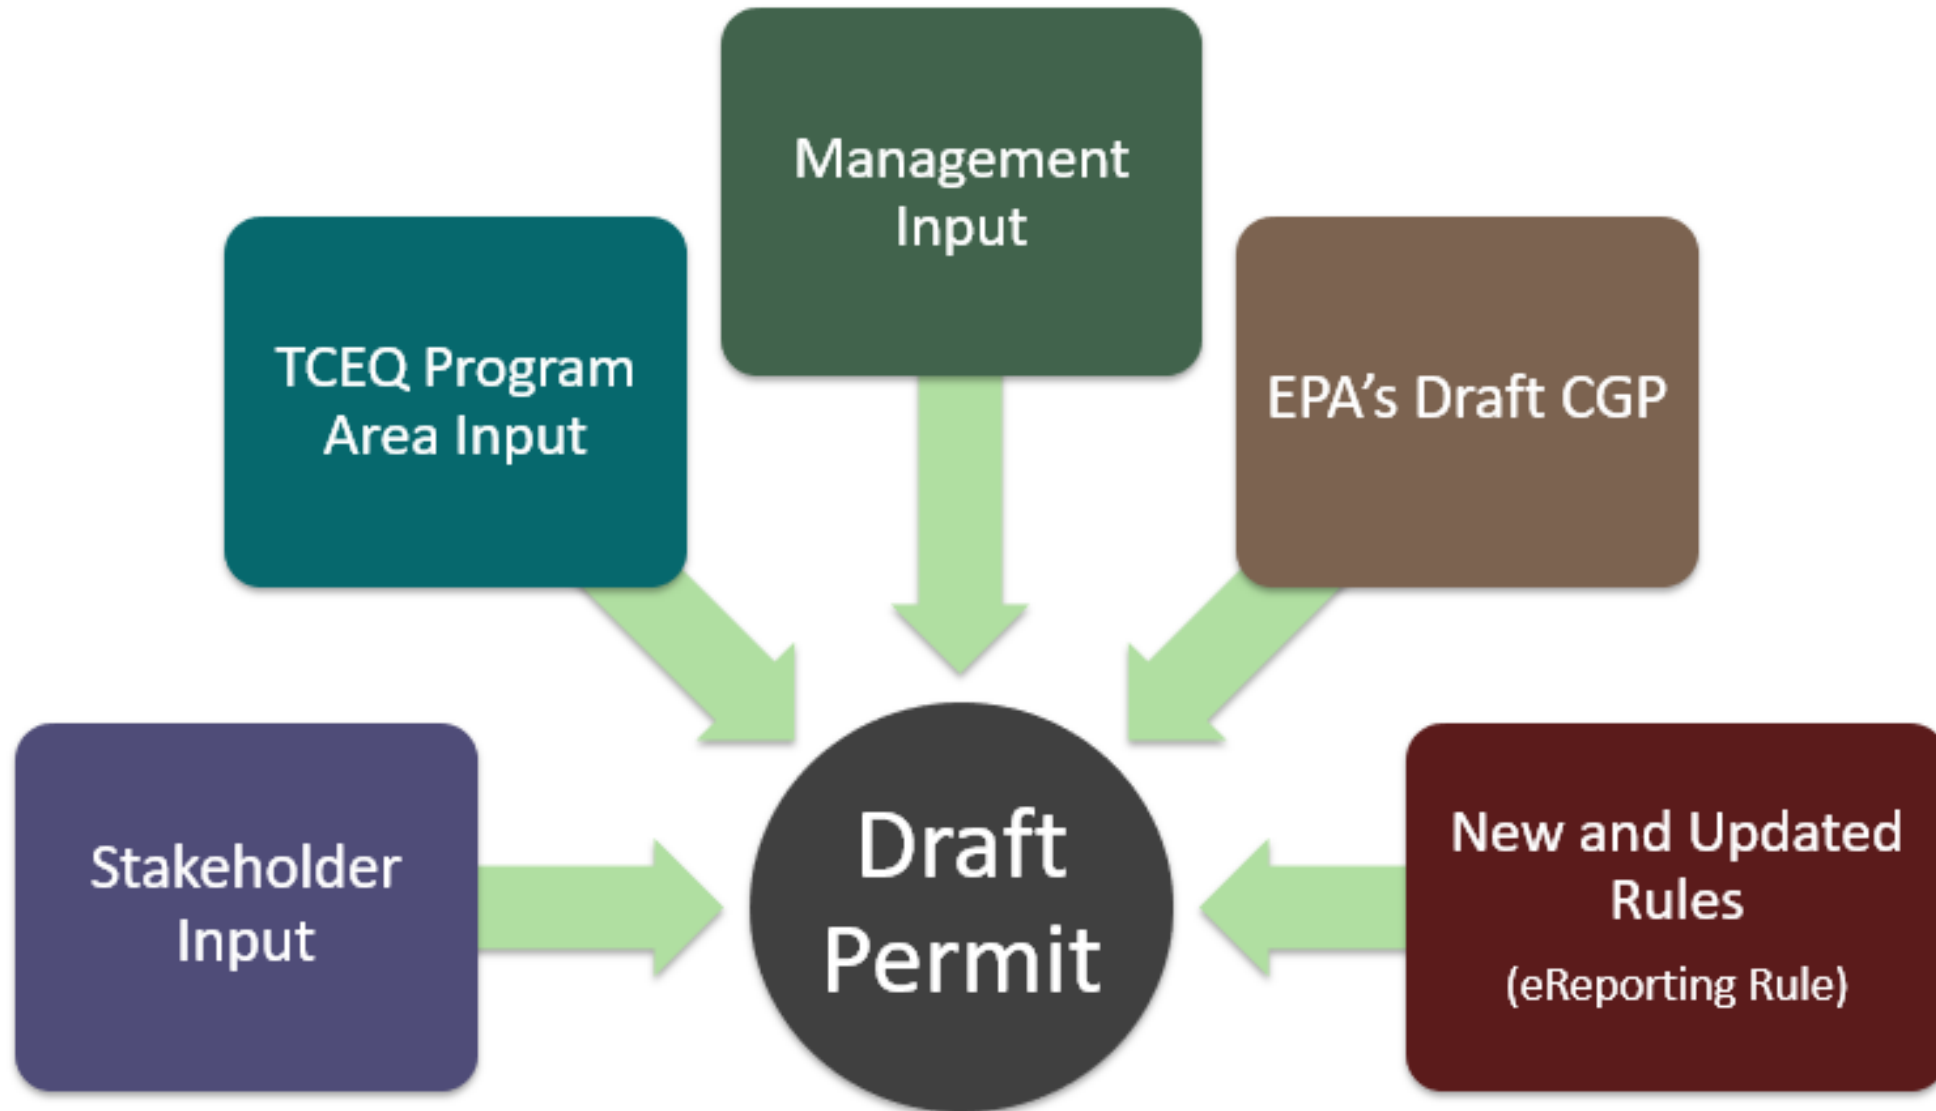 Management
Input
TCEQ Program
Area Input
EPA’s Draft CGP
Stakeholder
Input
Draft
Permit
New and Updated
Rules
(eReporting Rule)